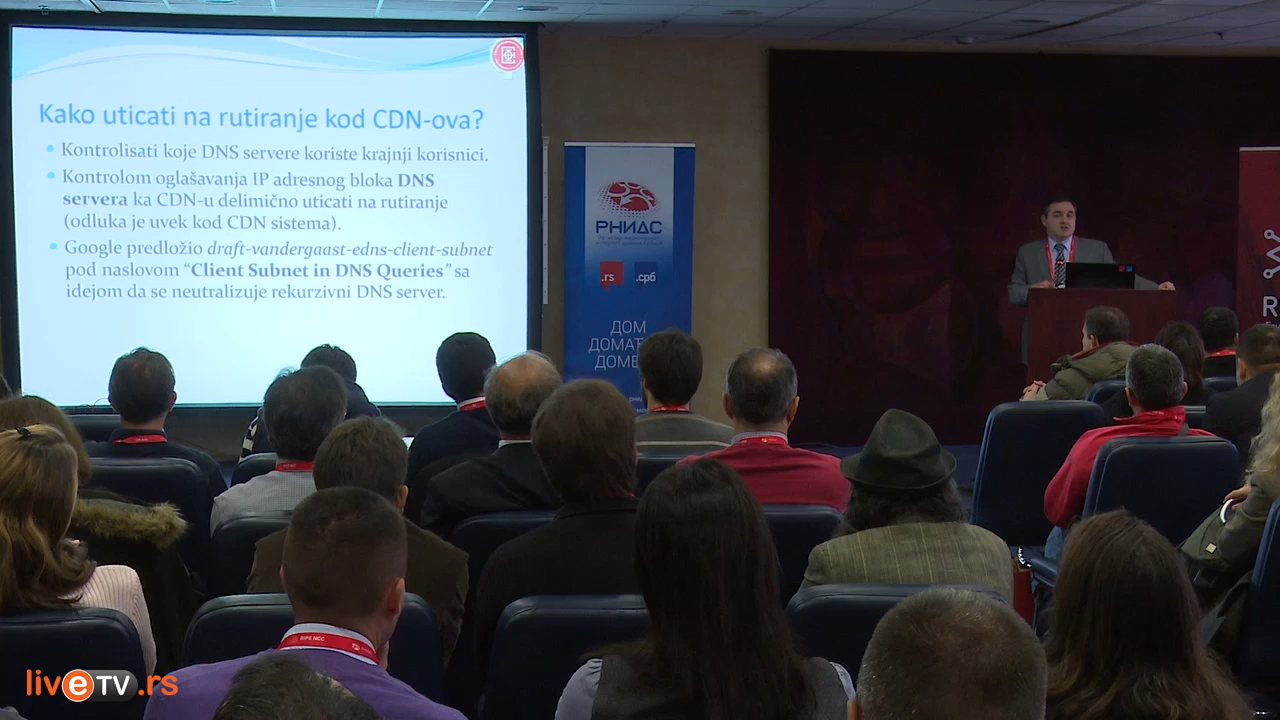 Kako uticati na rutiranje kod CDN-ova?
Kontrolisati koje DNS servere koriste krajnji korisnici.
Kontrolom oglašavanja IP adresnog bloka DNS
servera ka CDN-u delimično uticati na rutiranje
(odluka je uvek kod CDN sistema).
Google predložio draft-vandergaast-edns-client-subnet
pod naslovom “Client Subnet in DNS Queries” sa
idejom da se neutralizuje rekurzivni DNS server.
РНИДС
.rs
.срб
ДОМ
R
RIPE NCC
liveTV.rs